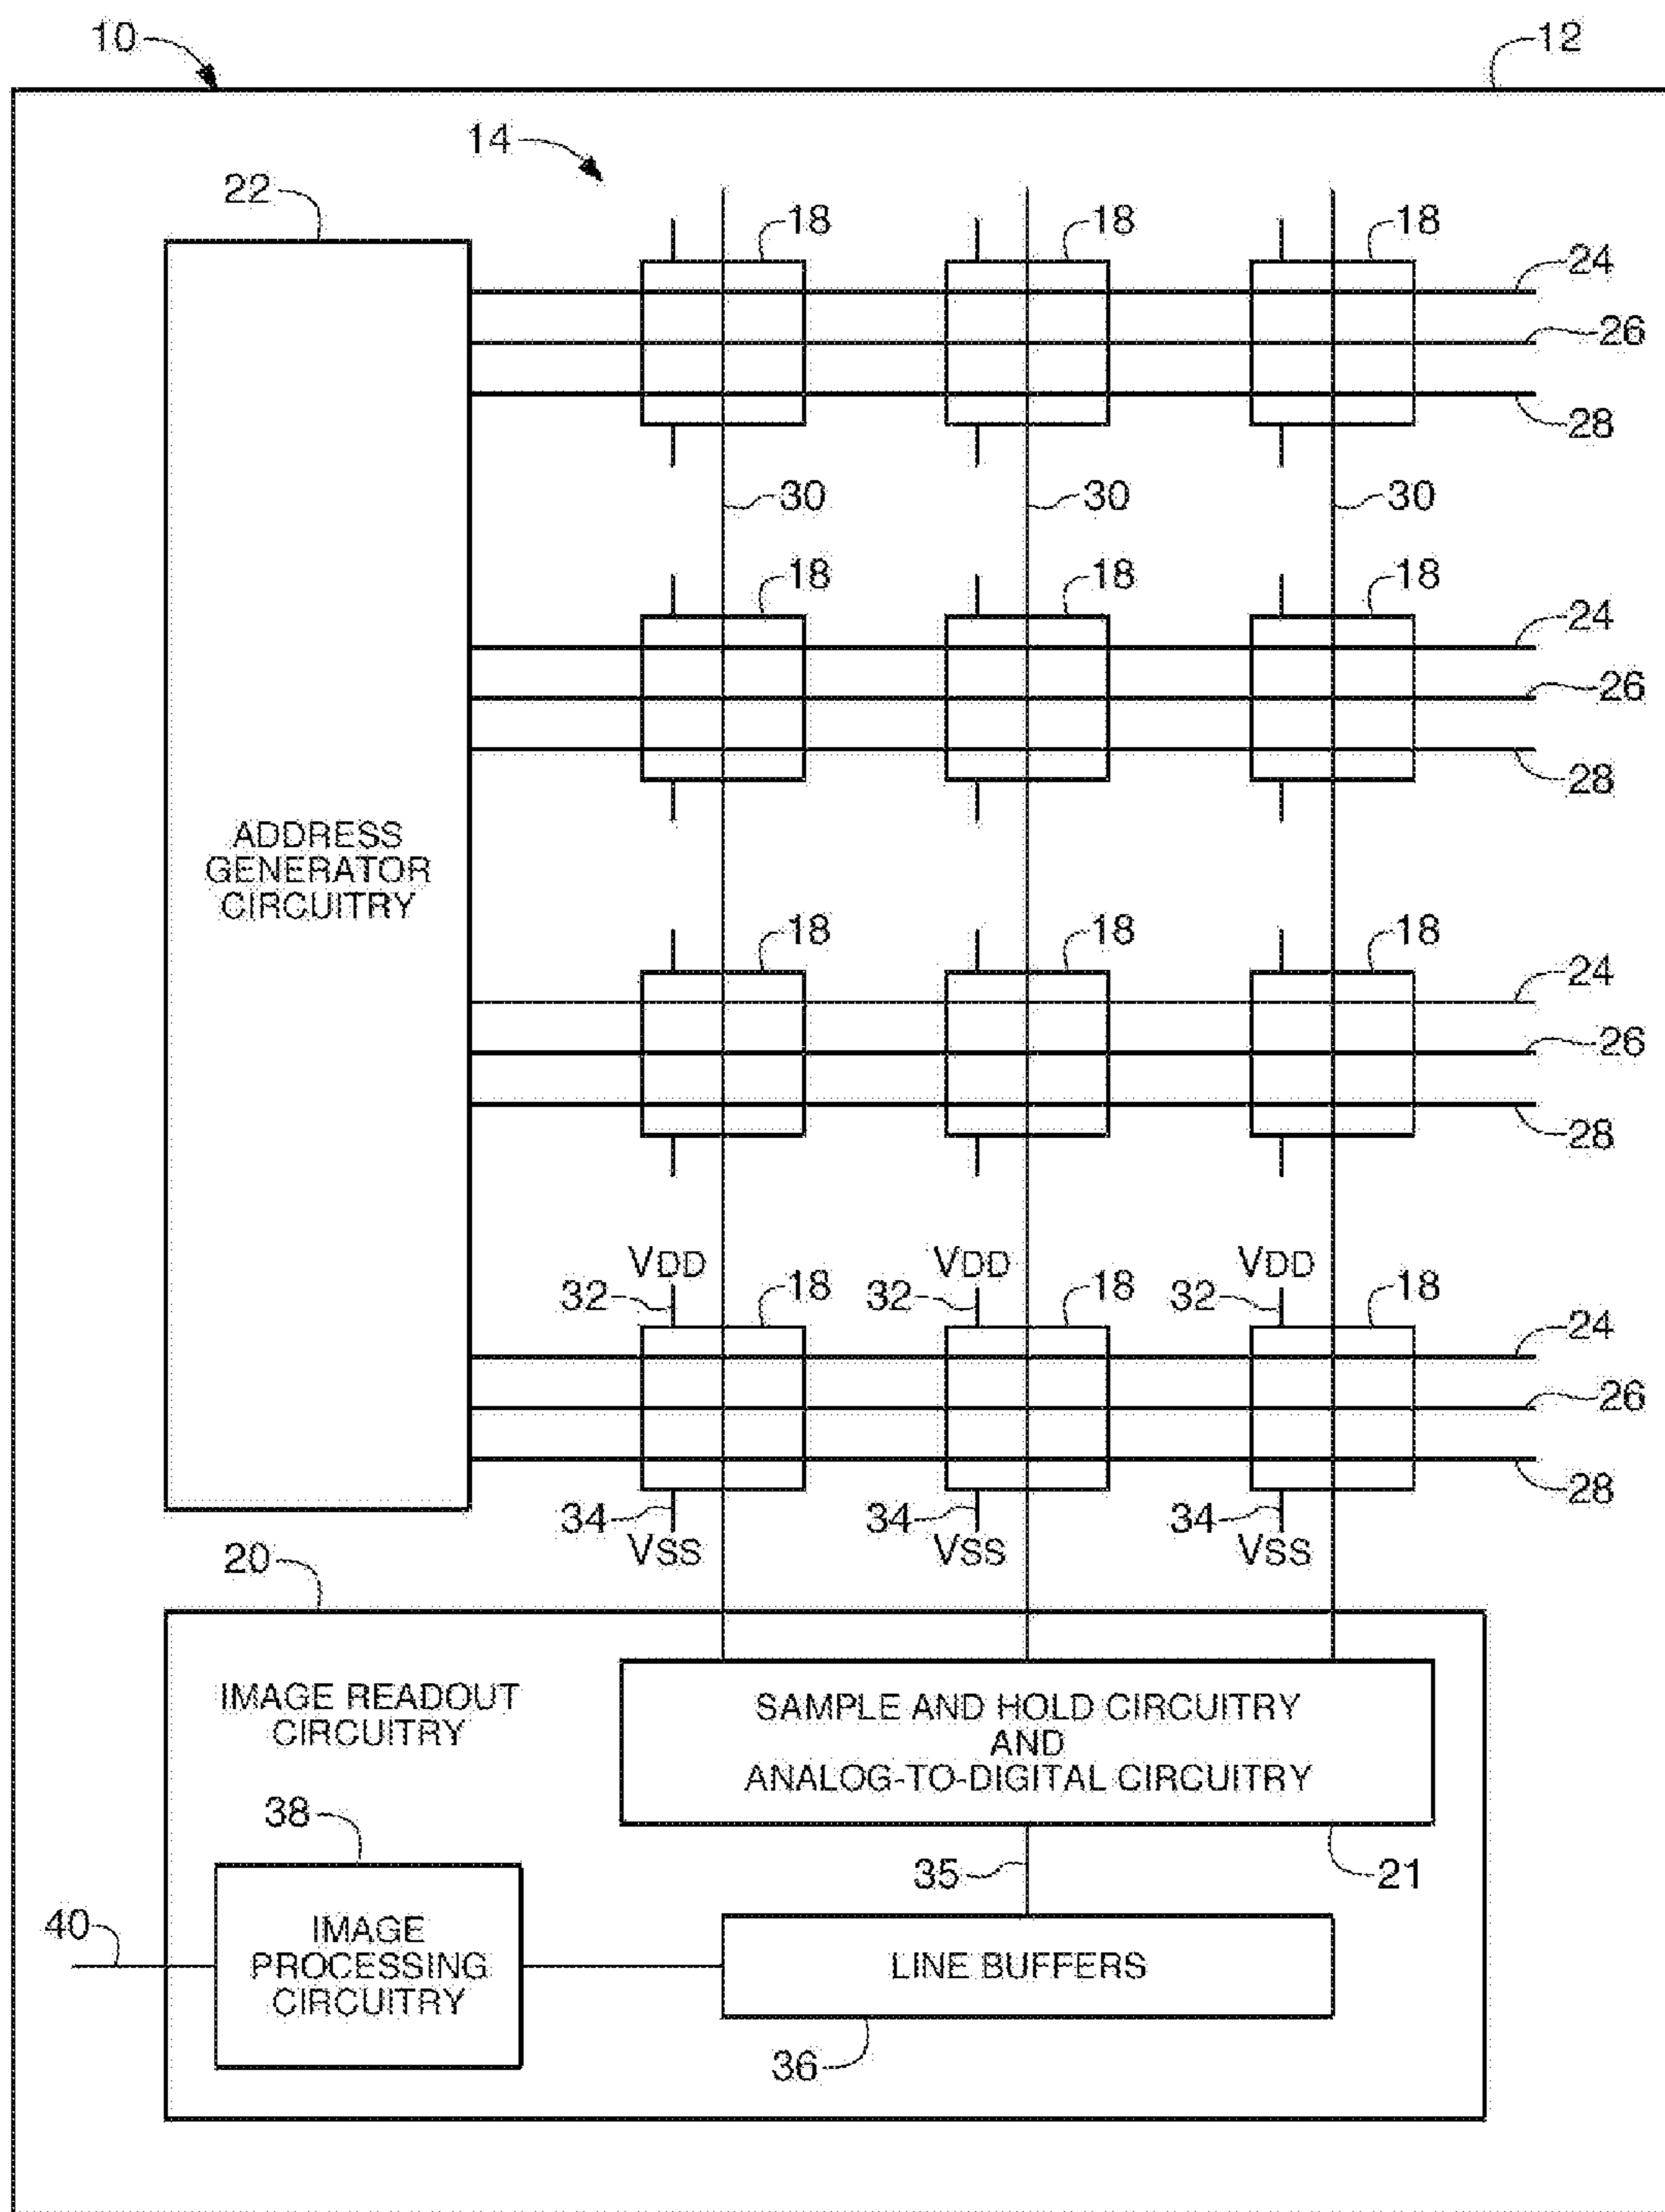 10 12
14
22
18 18 18
24
26
28
30 30 30
18 18 18
24
26
28
ADDRESS
GENERATOR
CIRCUITRY
18 18 18
24
26
28
VDD VDD VDD
32 18 32 18 32 18
24
26
28
34 34 34
VSS VSS VSS
20
IMAGE READOUT
CIRCUITRY
SAMPLE AND HOLD CIRCUITRY
AND
ANALOG-TO-DIGITAL CIRCUITRY
38
35 21
40
IMAGE
PROCESSING
CIRCUITRY
LINE BUFFERS
36